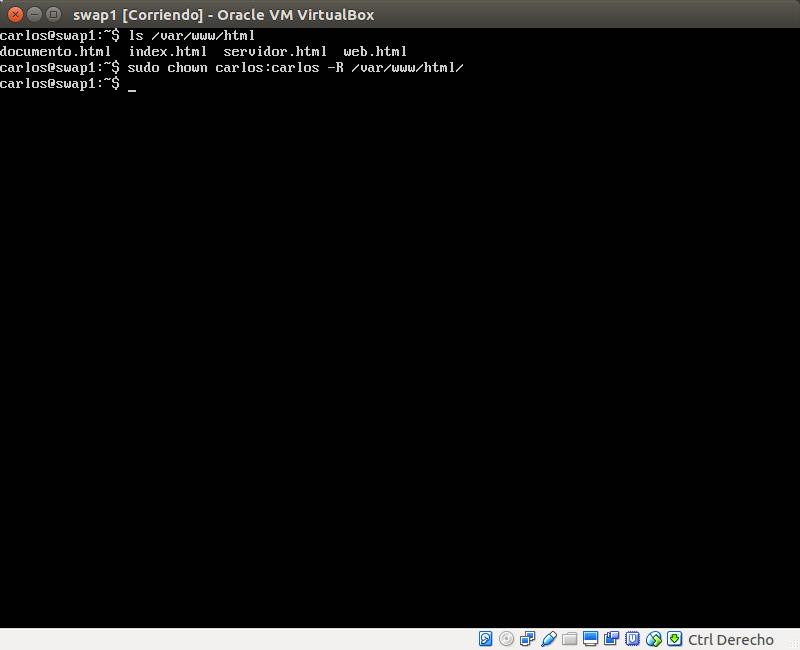 swap1 [Corriendo] - Oracle VM VirtualBox
carlos@swap1:~$ ls /var/www/html
documento.html  index.html  servidor.html  web.html
carlos@swap1:~$ sudo chown carlos:carlos -R /var/www/html/
carlos@swap1:~$ _
Ctrl Derecho